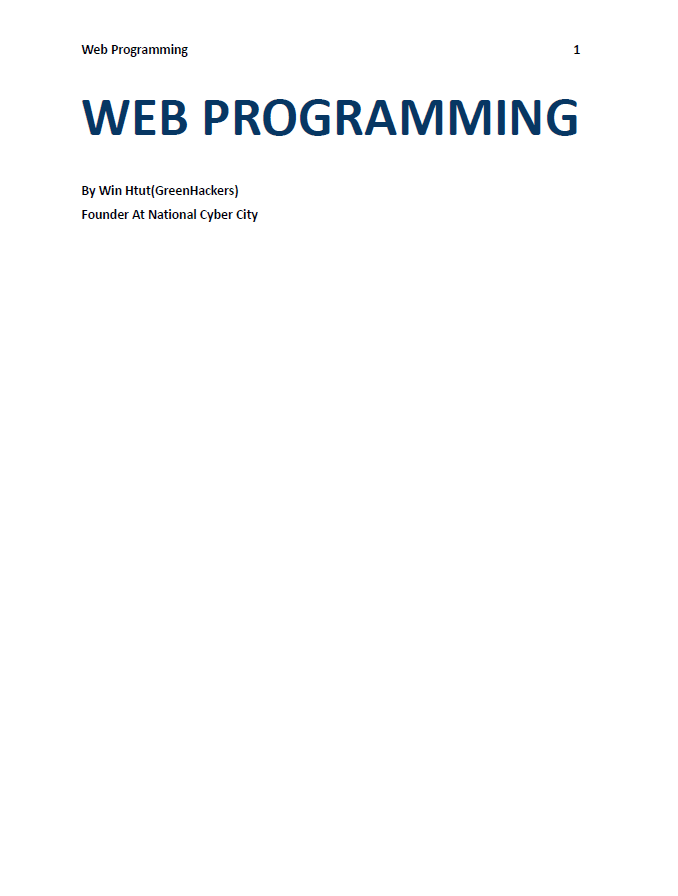 Web Programming 1
WEB PROGRAMMING
By Win Htut(GreenHackers)
Founder At National Cyber City